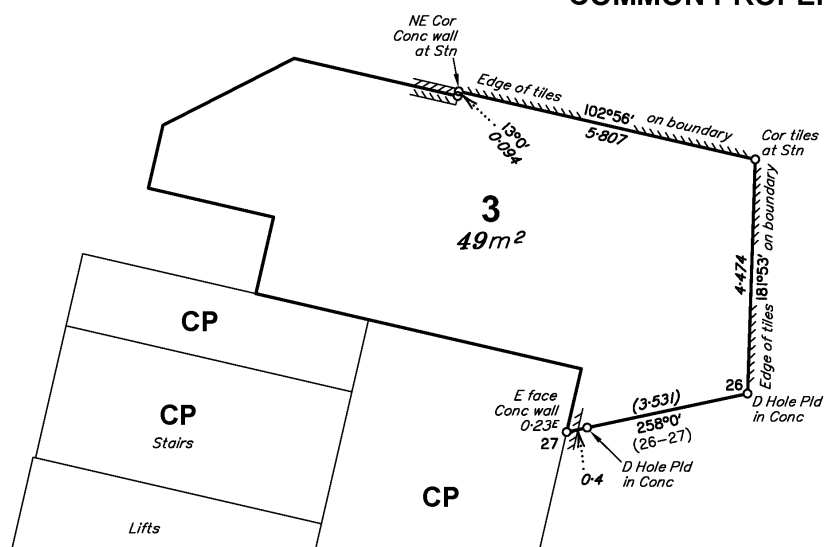 COMMON PROPE
NE Cor
Conc wall
at Stn
Edge of tiles
102°56'
on boundary
5·807
Cor tiles
at Stn
13°0'
0·094
3
49m²
4·474
181°53'
Edge of tiles
on boundary
CP
CP
Stairs
Lifts
CP
E face
Conc wall
0·23E
27
(3·531)
258°0'
(26–27)
26
D Hole Pld
in Conc
D Hole Pld
in Conc
0·4